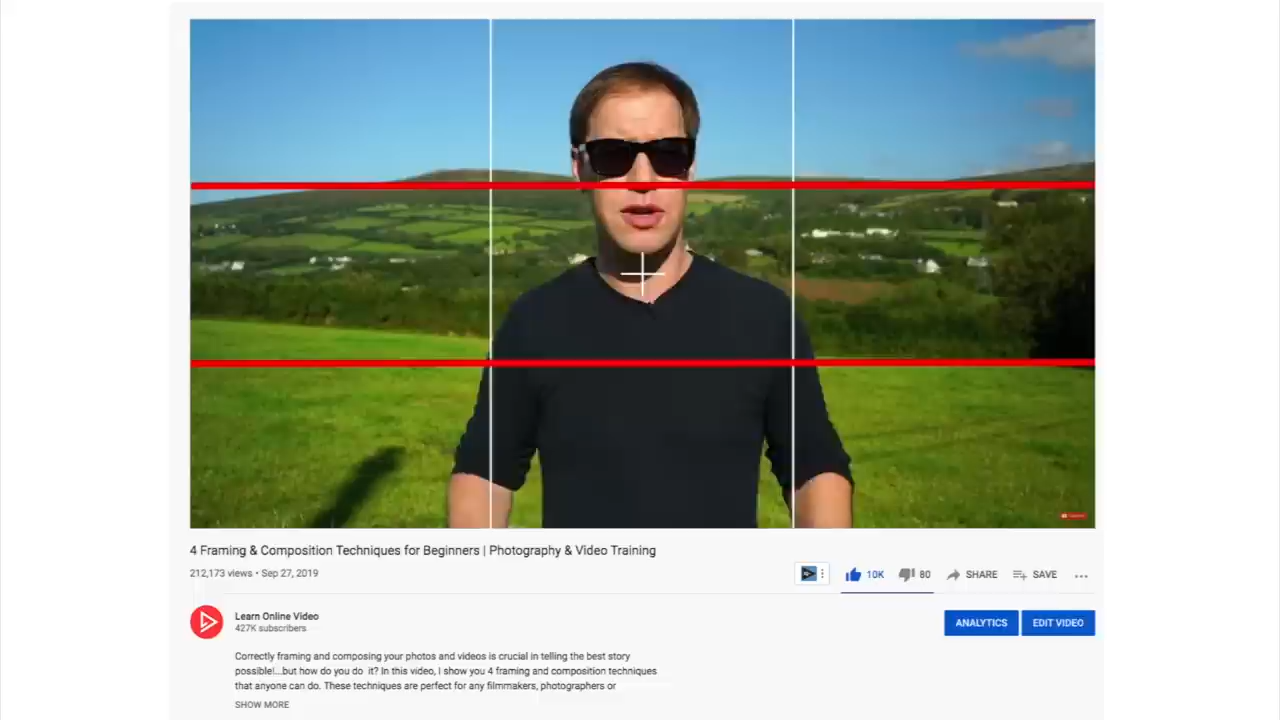 4 Framing & Composition Techniques for Beginners | Photography & Video Training
212,173 views • Sep 27, 2019
10K 80 SHARE SAVE ...
Learn Online Video
427K subscribers
ANALYTICS EDIT VIDEO
Correctly framing and composing your photos and videos is crucial in telling the best story
possible!...but how do you do it? In this video, I show you 4 framing and composition techniques
that anyone can do. These techniques are perfect for any filmmakers, photographers or
SHOW MORE